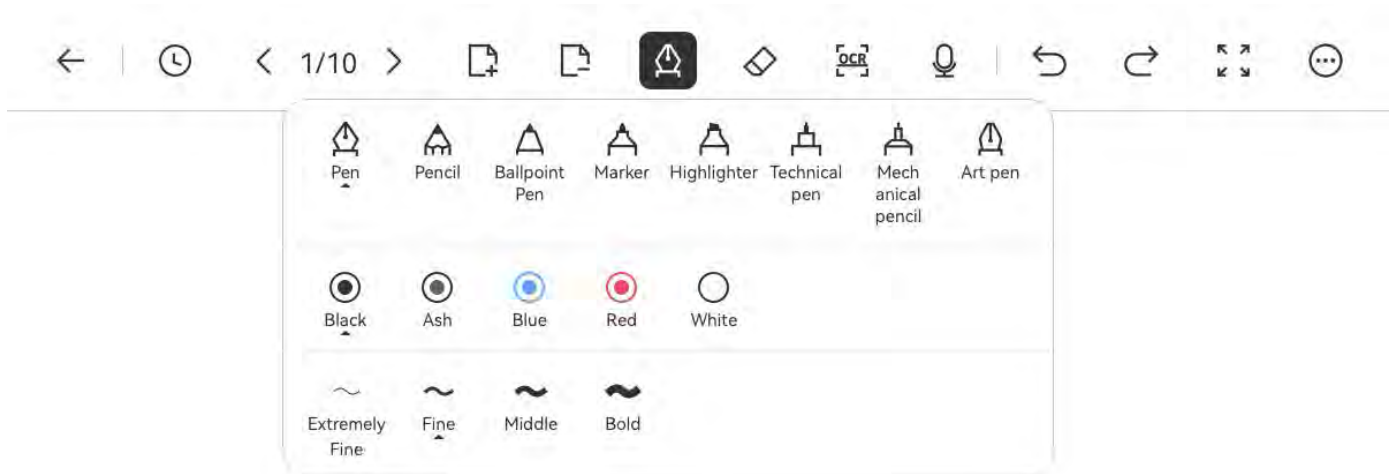 1/10
OCR
Pen
Pencil
Ballpoint
Pen
Marker
Highlighter
Technical
pen
Mech
anical
pencil
Art pen
Black
Ash
Blue
Red
White
Extremely
Fine
Fine
Middle
Bold